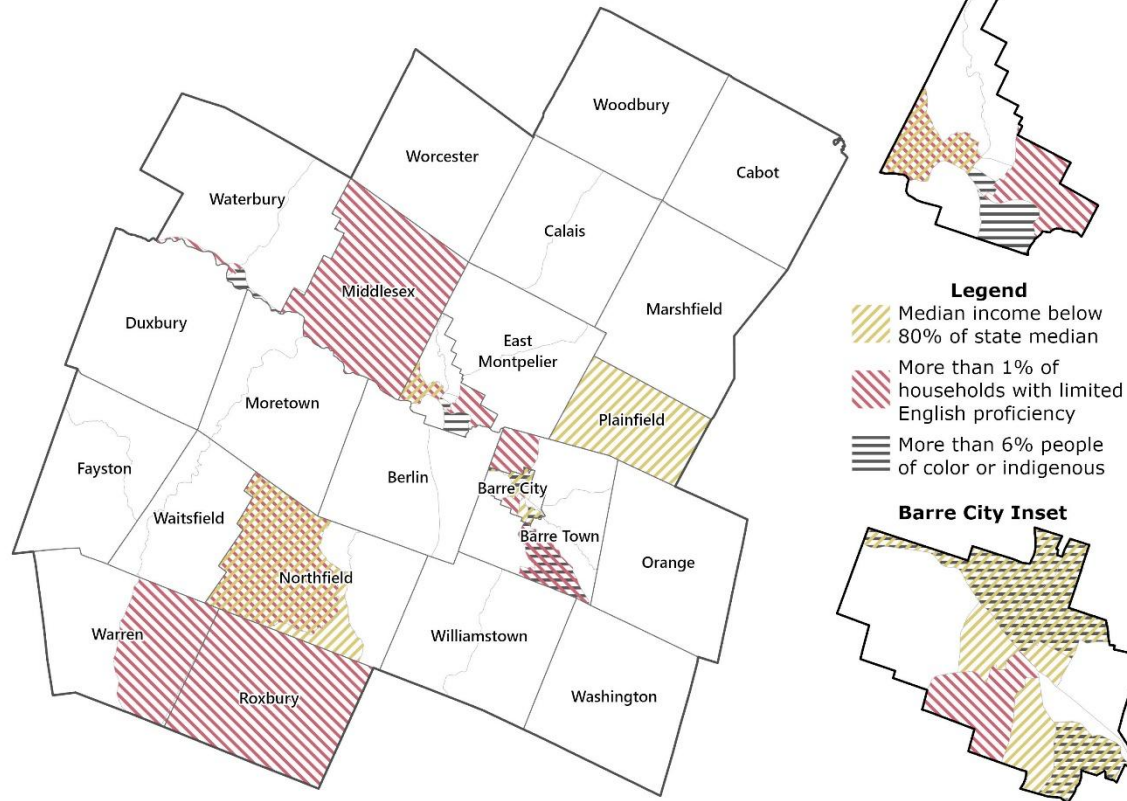 Woodbury
Worcester
Cabot
Waterbury
Calais
Middlesex
Marshfield
Duxbury
East
Montpelier
Moretown
Plainfield
Fayston
Berlin
Barre City
Waitsfield
Barre Town
Orange
Northfield
Warren
Williamstown
Roxbury
Washington
Legend
Median income below
80% of state median
More than 1% of
households with limited
English proficiency
More than 6% people
of color or indigenous
Barre City Inset